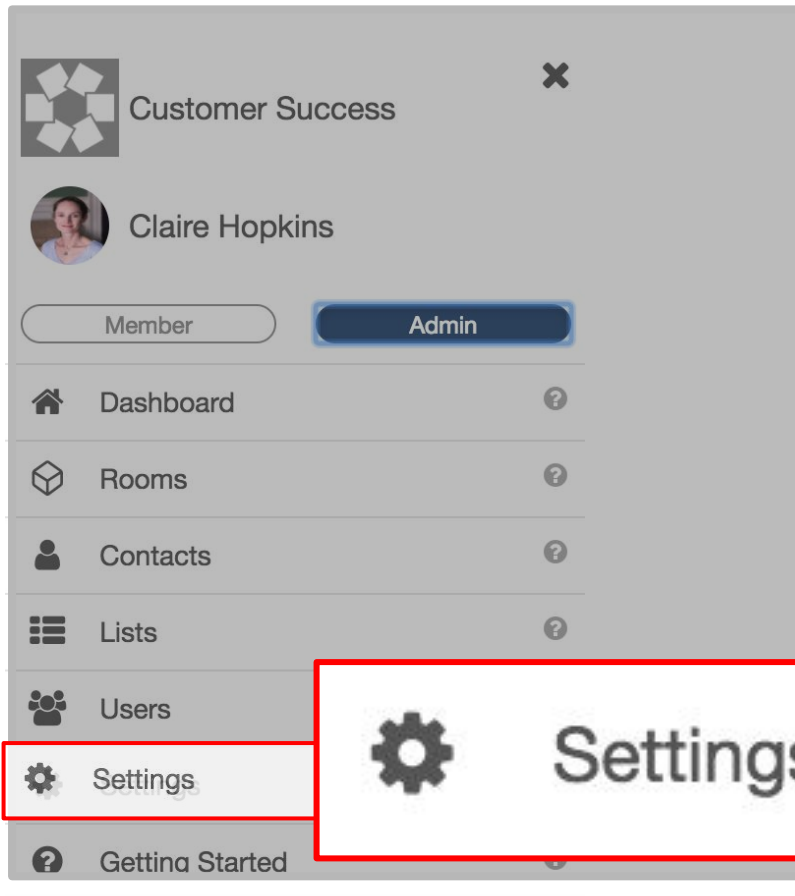 Customer Success
Claire Hopkins
Member Admin
Dashboard
Rooms
Contacts
Lists
Users
Settings
Settings
Getting Started